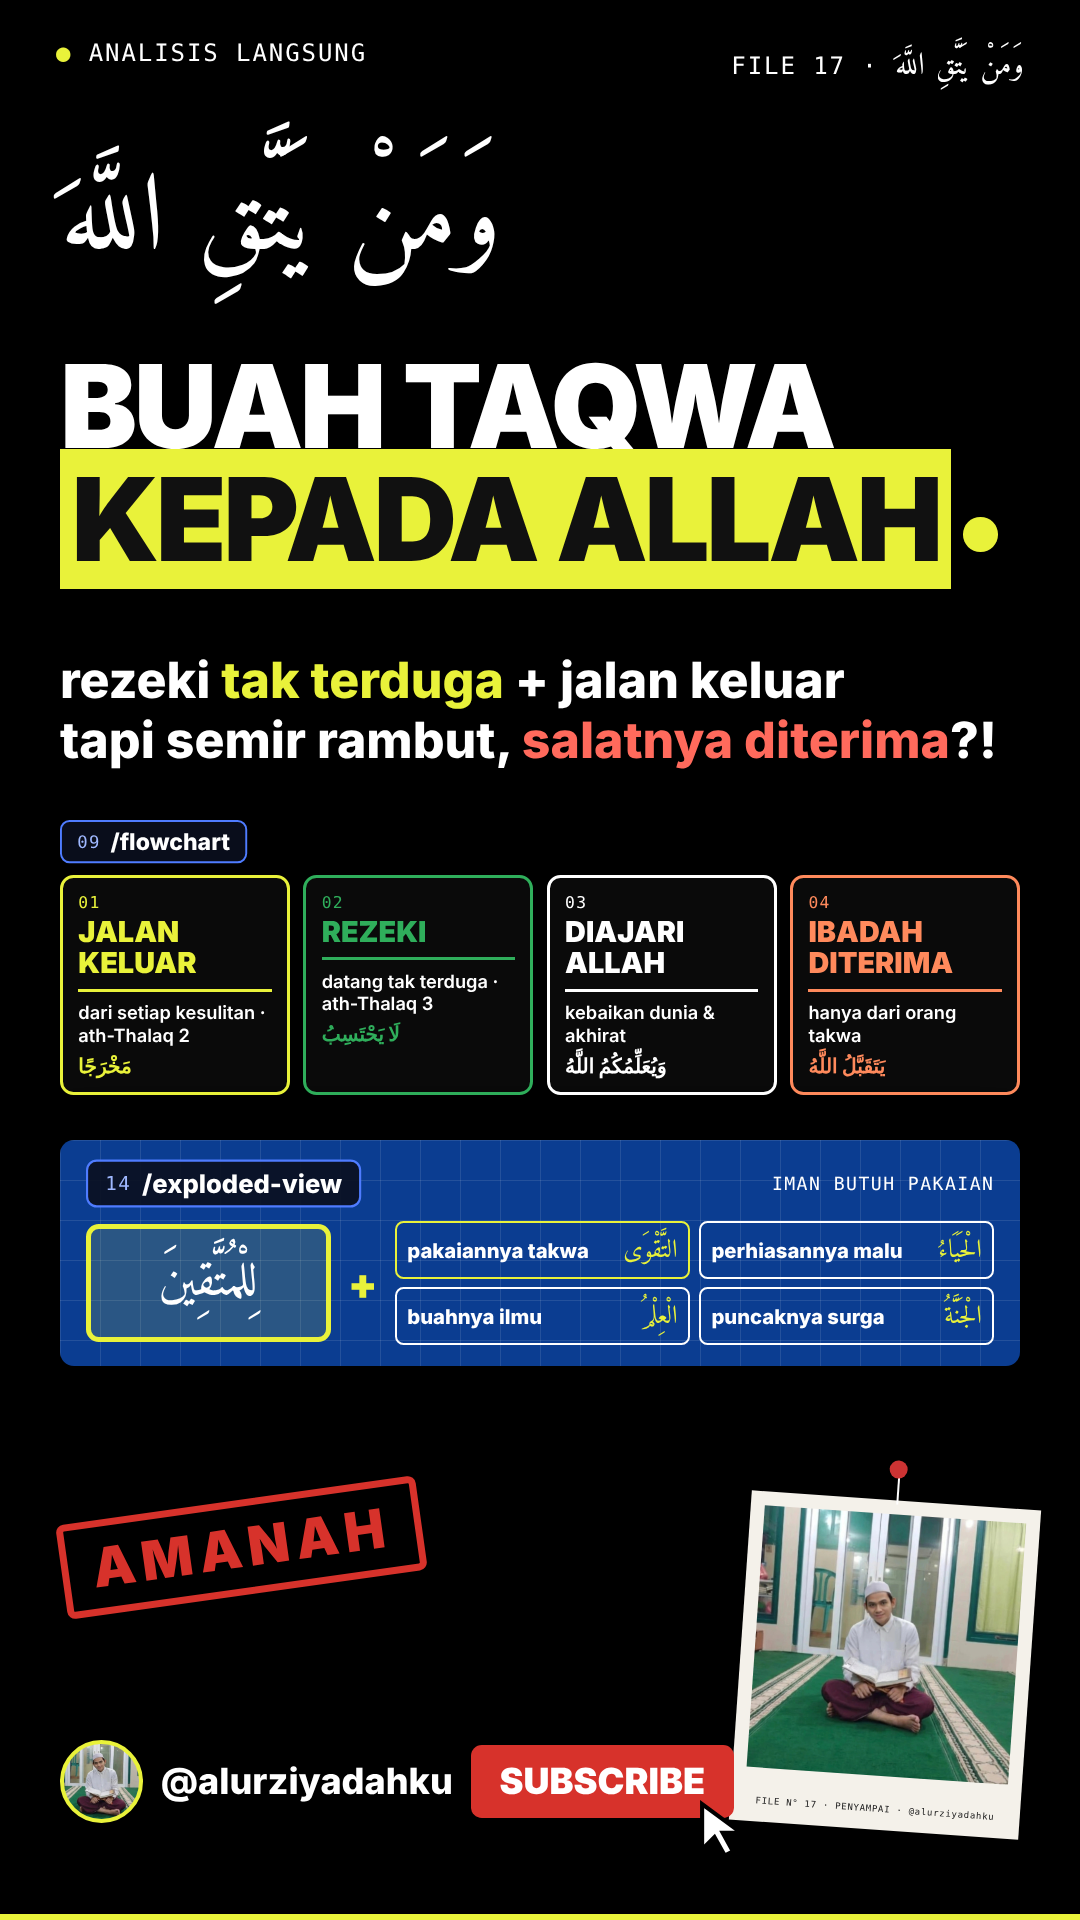 ANALISIS LANGSUNG
FILE 17 · وَمَنْ يَتَّقِ اللَّهَ
وَمَنْ يَتَّقِ اللَّهَ
BUAH TAQWA
KEPADA ALLAH.
rezeki tak terduga + jalan keluar
tapi semir rambut, salatnya diterima?!
09 /flowchart
01
JALAN
KELUAR
dari setiap kesulitan ·
ath-Thalaq 2
مَخْرَجًا
02
REZEKI
datang tak terduga ·
ath-Thalaq 3
لَا يَحْتَسِبُ
03
DIAJARI
ALLAH
kebaikan dunia &
akhirat
وَيُعَلِّمُكُمُ اللَّهُ
04
IBADAH
DITERIMA
hanya dari orang
takwa
يَتَقَبَّلُ اللَّهُ
14 /exploded-view
IMAN BUTUH PAKAIAN
لِلْمُتَّقِينَ
+
pakaiannya takwa التَّقْوَى
perhiasannya malu الْحَيَاءُ
buahnya ilmu الْعِلْمُ
puncaknya surga الْجَنَّةُ
AMANAH
@alurziyadahku
SUBSCRIBE
FILE N° 17 · PENYAMPAI · @alurziyadahku